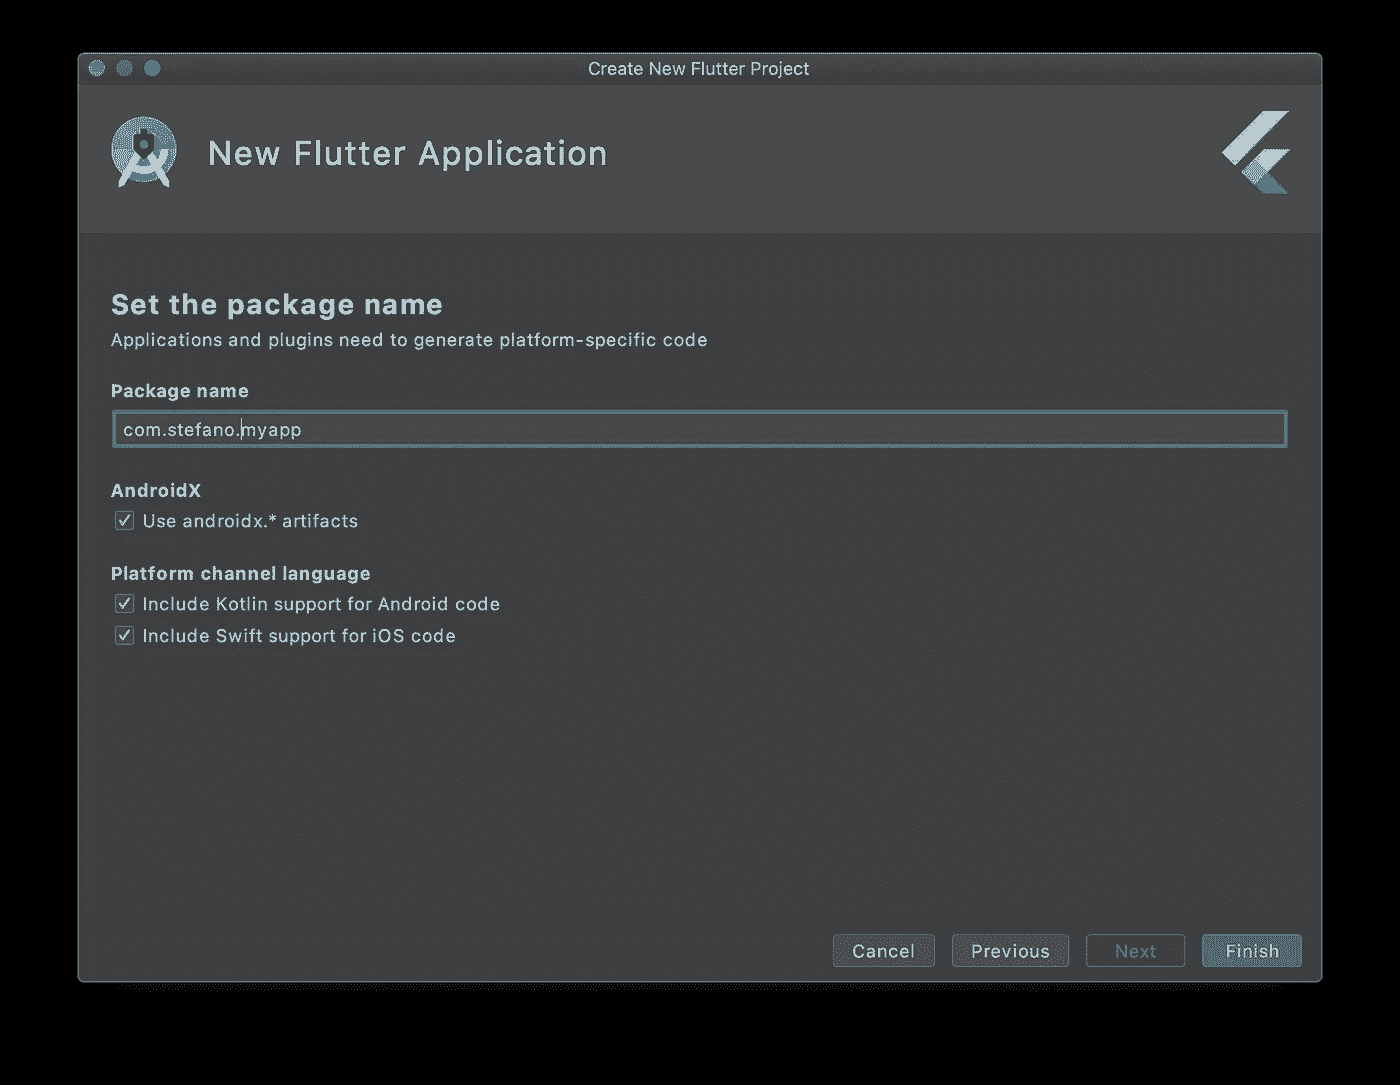 Create New Flutter Project
New Flutter Application
Set the package name
Applications and plugins need to generate platform-specific code
Package name
com.stefano.myapp
AndroidX
Use androidx.* artifacts
Platform channel language
Include Kotlin support for Android code
Include Swift support for iOS code
Cancel Previous Next Finish